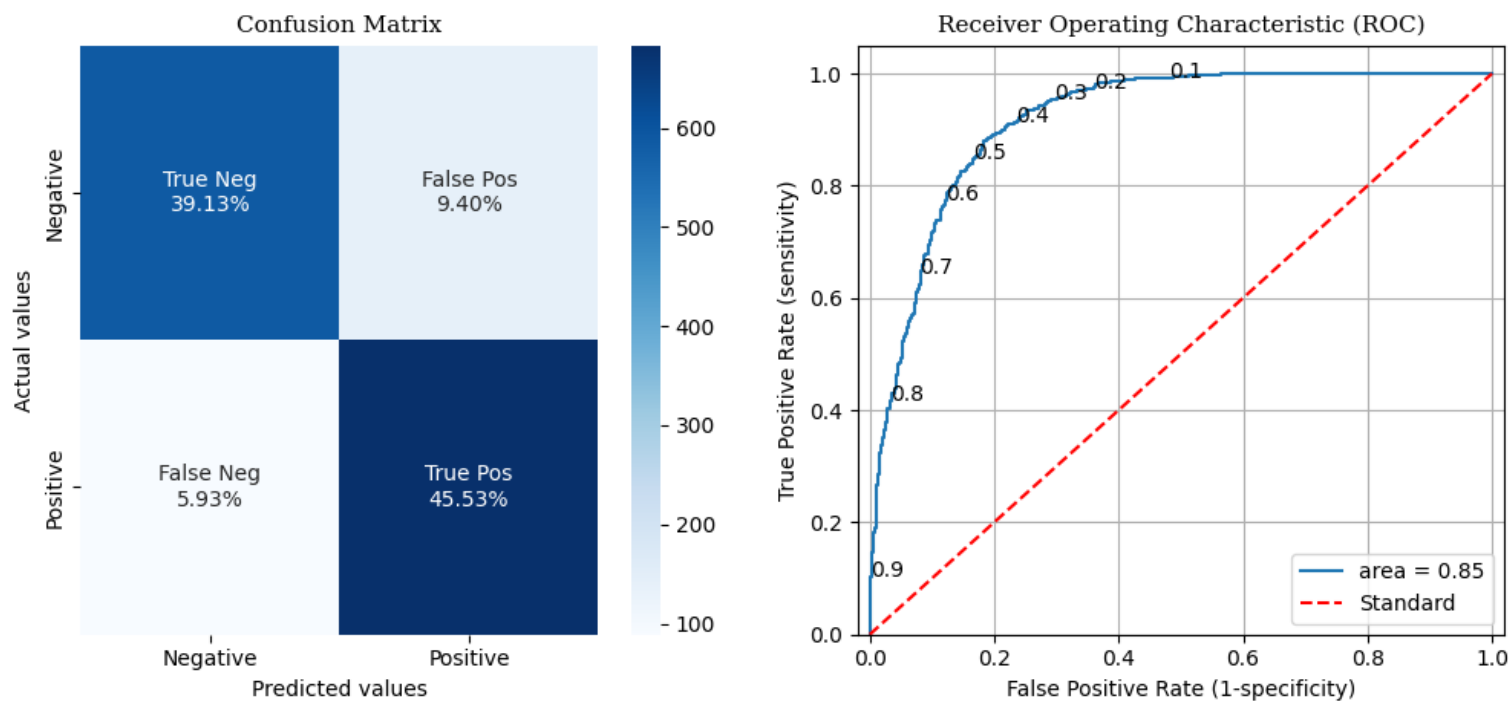 Confusion Matrix
Actual values
Negative
Positive
True Neg
39.13%
False Pos
9.40%
False Neg
5.93%
True Pos
45.53%
Negative
Positive
Predicted values
600
500
400
300
200
100
Receiver Operating Characteristic (ROC)
True Positive Rate (sensitivity)
1.0
0.8
0.6
0.4
0.2
0.0
0.1
0.2
0.3
0.4
0.5
0.6
0.7
0.8
0.9
area = 0.85
Standard
0.0
0.2
0.4
0.6
0.8
1.0
False Positive Rate (1-specificity)